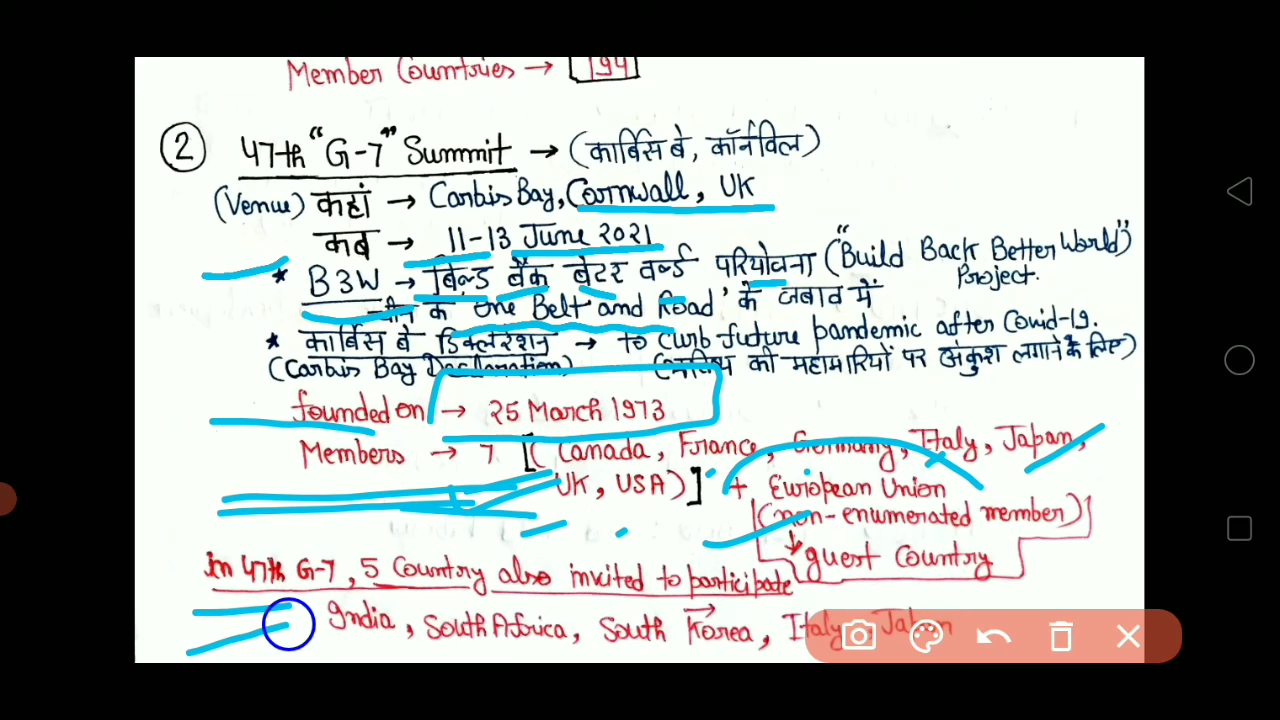 Member Countries → 194
② 47th "G-7" Summit → (कार्बिस बे, कॉर्नविल)
(Venue) कहां → Carbis Bay, Cornwall, UK
कब → 11-13 June 2021
* B3W → बिल्ड बैक बेटर वर्ल्ड परियोजना ("Build Back Better World") Project.
चीन के 'One Belt and Road' के जबाव में
* कार्बिस बे डिक्लेरेशन → to curb future pandemic after Covid-19.
(Carbis Bay Declaration) (भविष्य की महामारियों पर अंकुश लगाने के लिए)
founded on → 25 March 1973
Members → 7 [(Canada, France, Germany, Italy, Japan,
UK, USA)] + European Union
(non-enumerated member)
guest Country
In 47th G-7, 5 Country also invited to participate
→
India, South Africa, South Korea, Italy, Japan